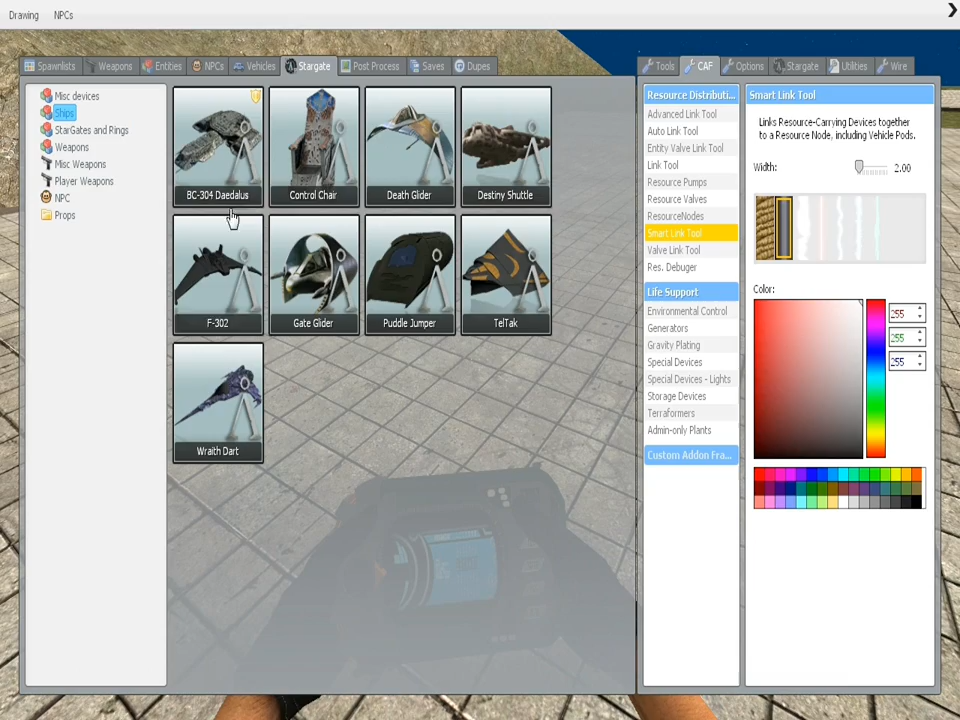 Drawing NPCs
Spawnlists Weapons Entities NPCs Vehicles Stargate Post Process Saves Dupes
Misc devices
Ships
StarGates and Rings
Weapons
Misc Weapons
Player Weapons
NPC
Props
BC-304 Daedalus Control Chair Death Glider Destiny Shuttle
F-302 Gate Glider Puddle Jumper TelTak
Wraith Dart
Tools CAF Options Stargate Utilities Wire
Resource Distributi...
Advanced Link Tool
Auto Link Tool
Entity Valve Link Tool
Link Tool
Resource Pumps
Resource Valves
ResourceNodes
Smart Link Tool
Valve Link Tool
Res. Debuger
Life Support
Environmental Control
Generators
Gravity Plating
Special Devices
Special Devices - Lights
Storage Devices
Terraformers
Admin-only Plants
Custom Addon Fra...
Smart Link Tool
Links Resource-Carrying Devices together
to a Resource Node, including Vehicle Pods.
Width: 2.00
Color:
255
255
255